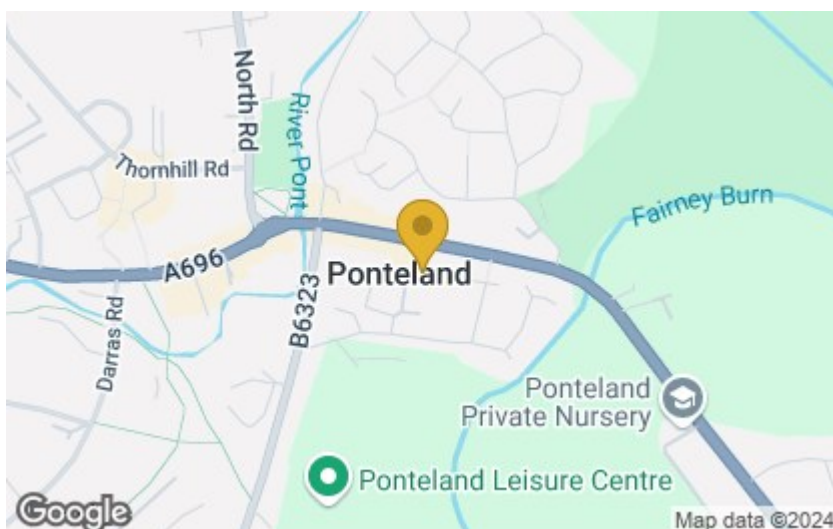 North Rd
River Pont
Thornhill Rd
Fairney Burn
A696
Ponteland
B6323
Darras Rd
Ponteland
Private Nursery
Ponteland Leisure Centre
Google
Map data ©2024